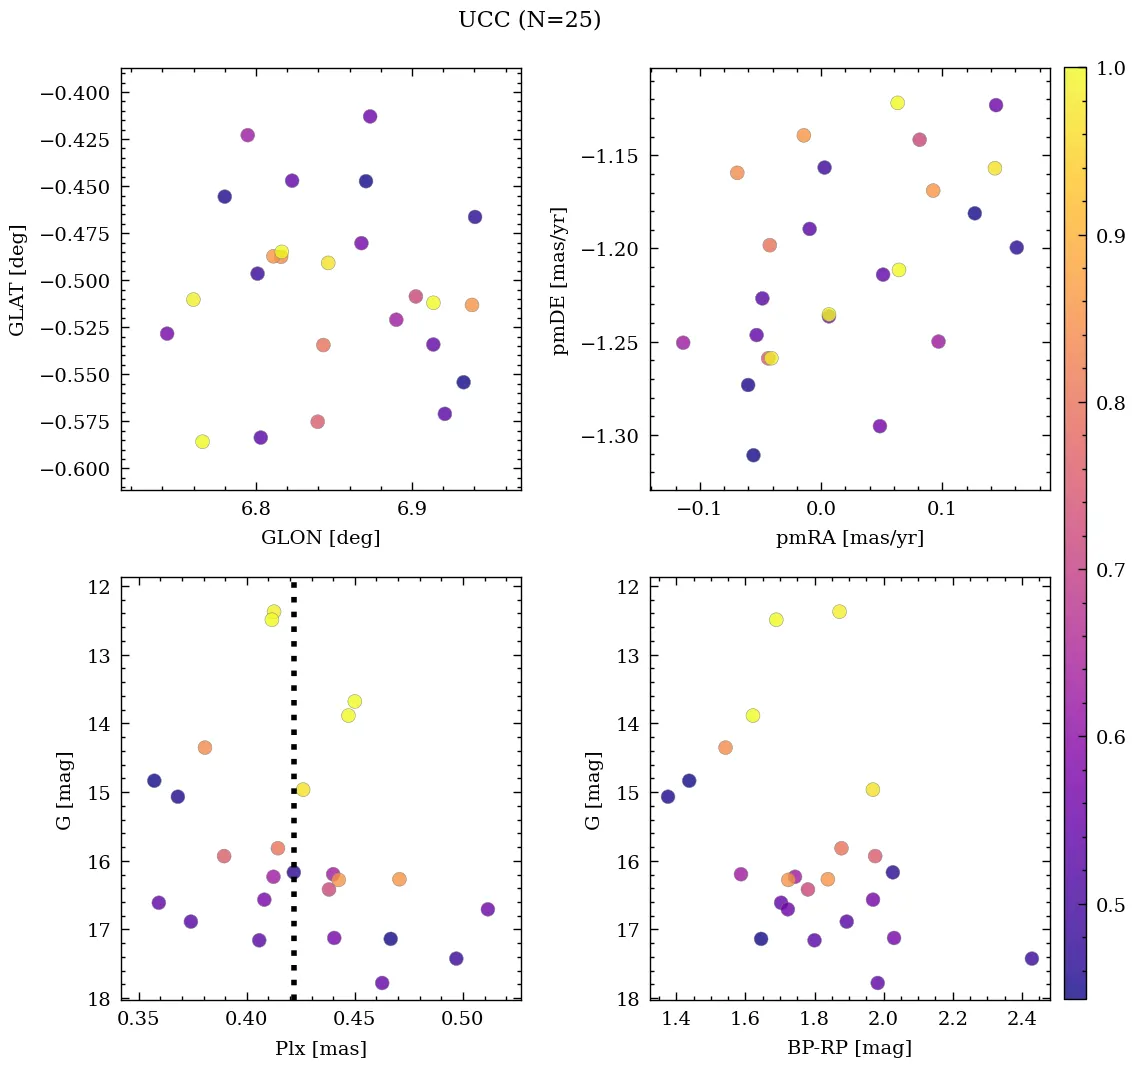 UCC (N=25)
−0.400
−0.425
−0.450
−0.475
−0.500
−0.525
−0.550
−0.575
−0.600
GLAT [deg]
6.8 6.9
GLON [deg]
−1.15
−1.20
−1.25
−1.30
pmDE [mas/yr]
−0.1 0.0 0.1
pmRA [mas/yr]
12
13
14
15
16
17
18
G [mag]
0.35 0.40 0.45 0.50
Plx [mas]
12
13
14
15
16
17
18
G [mag]
1.4 1.6 1.8 2.0 2.2 2.4
BP-RP [mag]
1.0
0.9
0.8
0.7
0.6
0.5